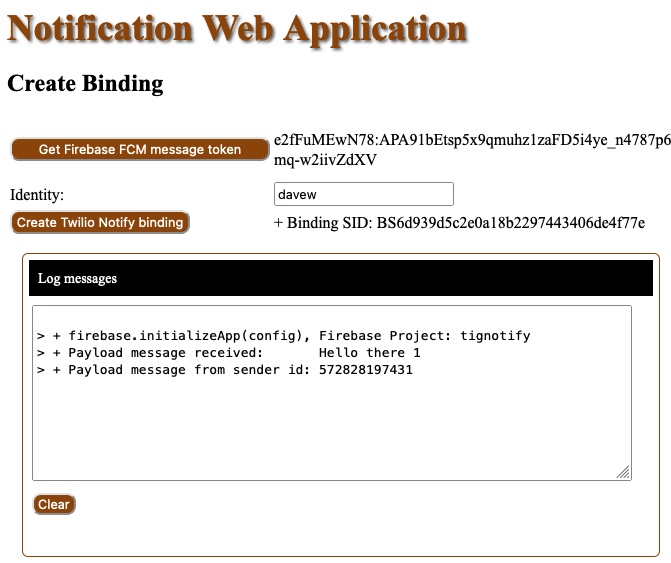 Notification Web Application
Create Binding
Get Firebase FCM message token
e2fFuMEwN78:APA91bEtsp5x9qmuhz1zaFD5i4ye_n4787p6
mq-w2iivZdXV
Identity:
davew
Create Twilio Notify binding
+ Binding SID: BS6d939d5c2e0a18b2297443406de4f77e
Log messages
> + firebase.initializeApp(config), Firebase Project: tignotify
> + Payload message received:       Hello there 1
> + Payload message from sender id: 572828197431
Clear